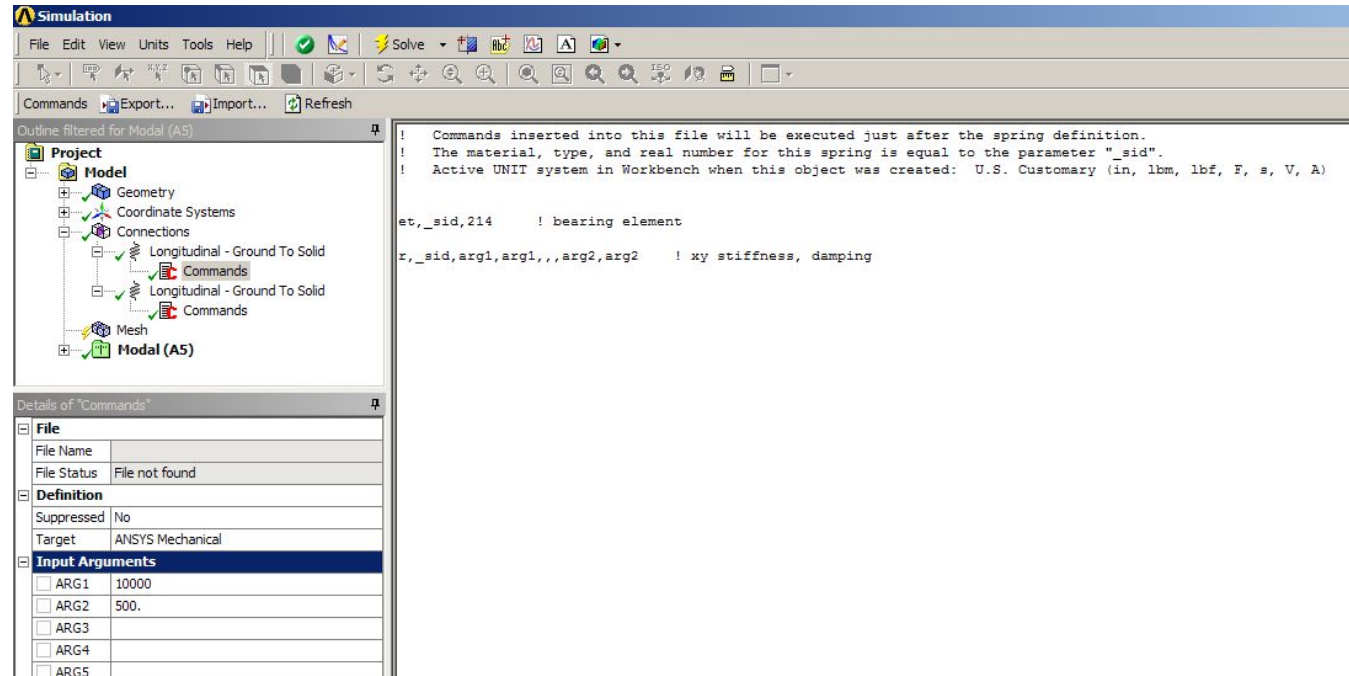 Simulation
File Edit View Units Tools Help Solve
Commands Export... Import... Refresh
Outline filtered for Modal (A5)
Project
Model
Geometry
Coordinate Systems
Connections
Longitudinal - Ground To Solid
Commands
Longitudinal - Ground To Solid
Commands
Mesh
Modal (A5)
! Commands inserted into this file will be executed just after the spring definition.
! The material, type, and real number for this spring is equal to the parameter "_sid".
! Active UNIT system in Workbench when this object was created: U.S. Customary (in, lbm, lbf, F, s, V, A)
et,_sid,214 ! bearing element
r,_sid,arg1,arg1,,,arg2,arg2 ! xy stiffness, damping
Details of "Commands"
File
File Name
File Status File not found
Definition
Suppressed No
Target ANSYS Mechanical
Input Arguments
ARG1 10000
ARG2 500.
ARG3
ARG4
ARG5